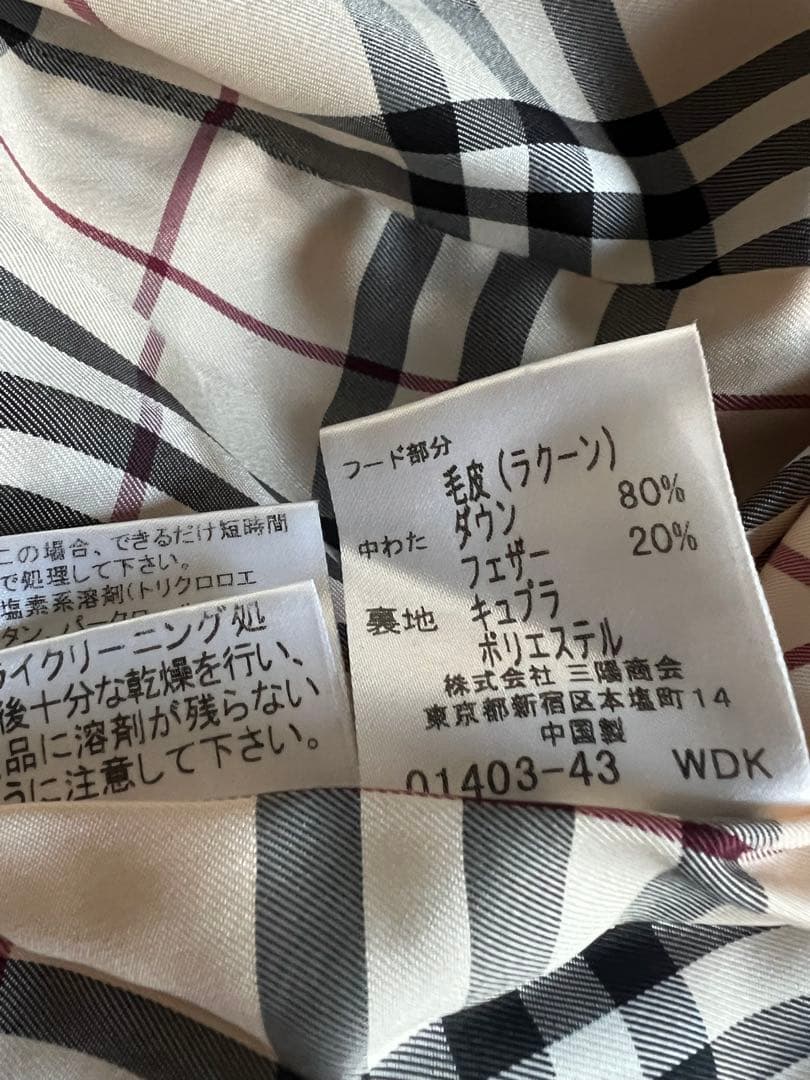 フード部分
毛皮(ラクーン)
中わた ダウン 80%
フェザー 20%
裏地 キュプラ
ポリエステル
株式会社 三陽商会
東京都新宿区本塩町14
中国製
01403-43 WDK
この場合、できるだけ短時間
で処理して下さい。
塩素系溶剤(トリクロロエ
タン、パークロ
ライクリーニング処
後十分な乾燥を行い、
品に溶剤が残らない
うに注意して下さい。